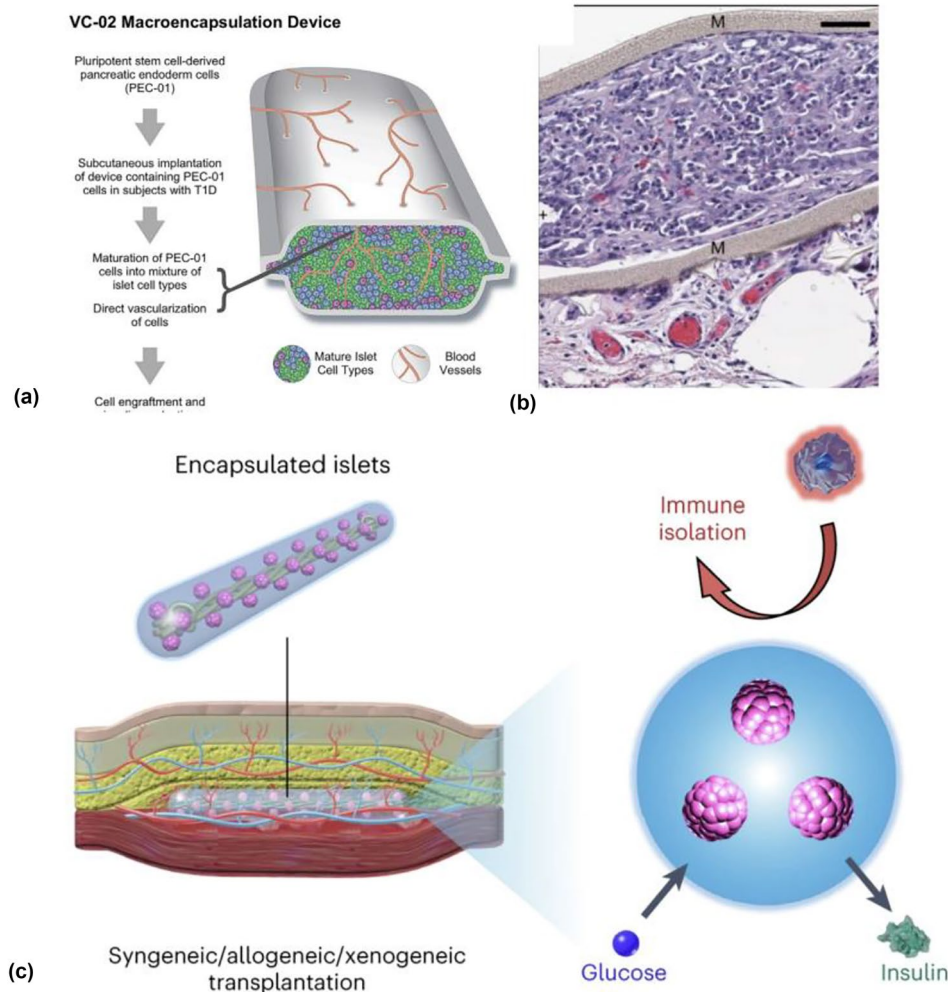 VC-02 Macroencapsulation Device
Pluripotent stem cell-derived
pancreatic endoderm cells
(PEC-01)
Subcutaneous implantation
of device containing PEC-01
cells in subjects with T1D
Maturation of PEC-01
cells into mixture of
islet cell types
Direct vascularization
of cells
Cell engraftment and
Mature Islet
Cell Types
Blood
Vessels
(a)
M
+
M
(b)
Encapsulated islets
Immune
isolation
Glucose
Insulin
Syngeneic/allogeneic/xenogeneic
transplantation
(c)